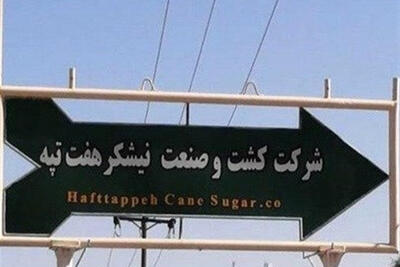 شرکت کشت و صنعت نیشکر هفت تپه
Hafttappeh Cane Sugar.co